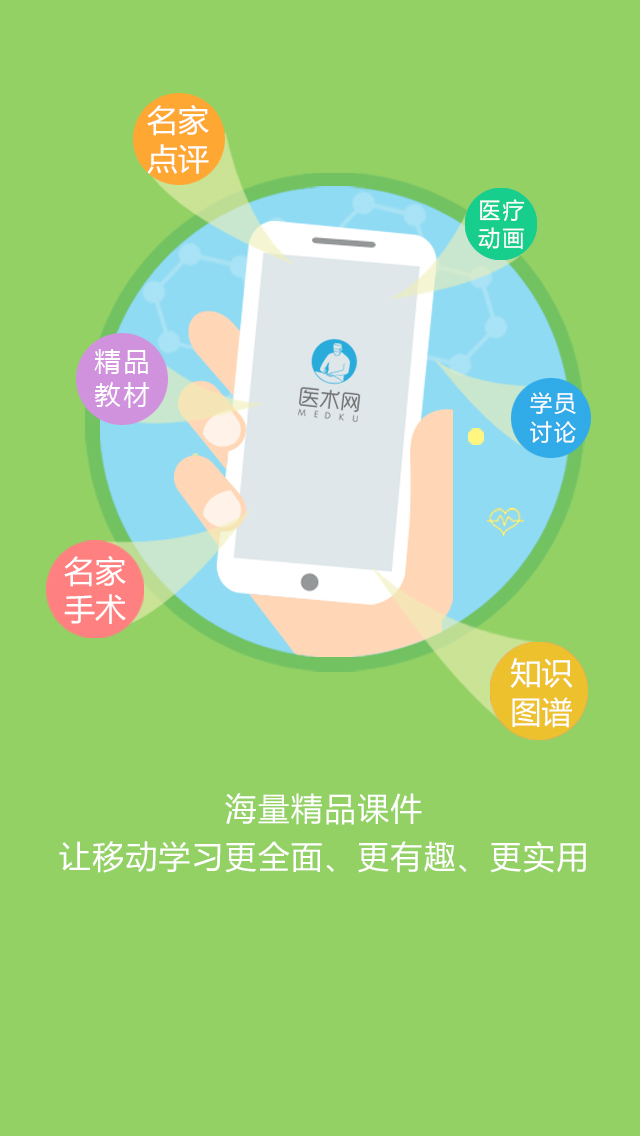 名家
点评
医疗
动画
精品
教材
医术网
MEDKU
学员
讨论
名家
手术
知识
图谱
海量精品课件
让移动学习更全面、更有趣、更实用